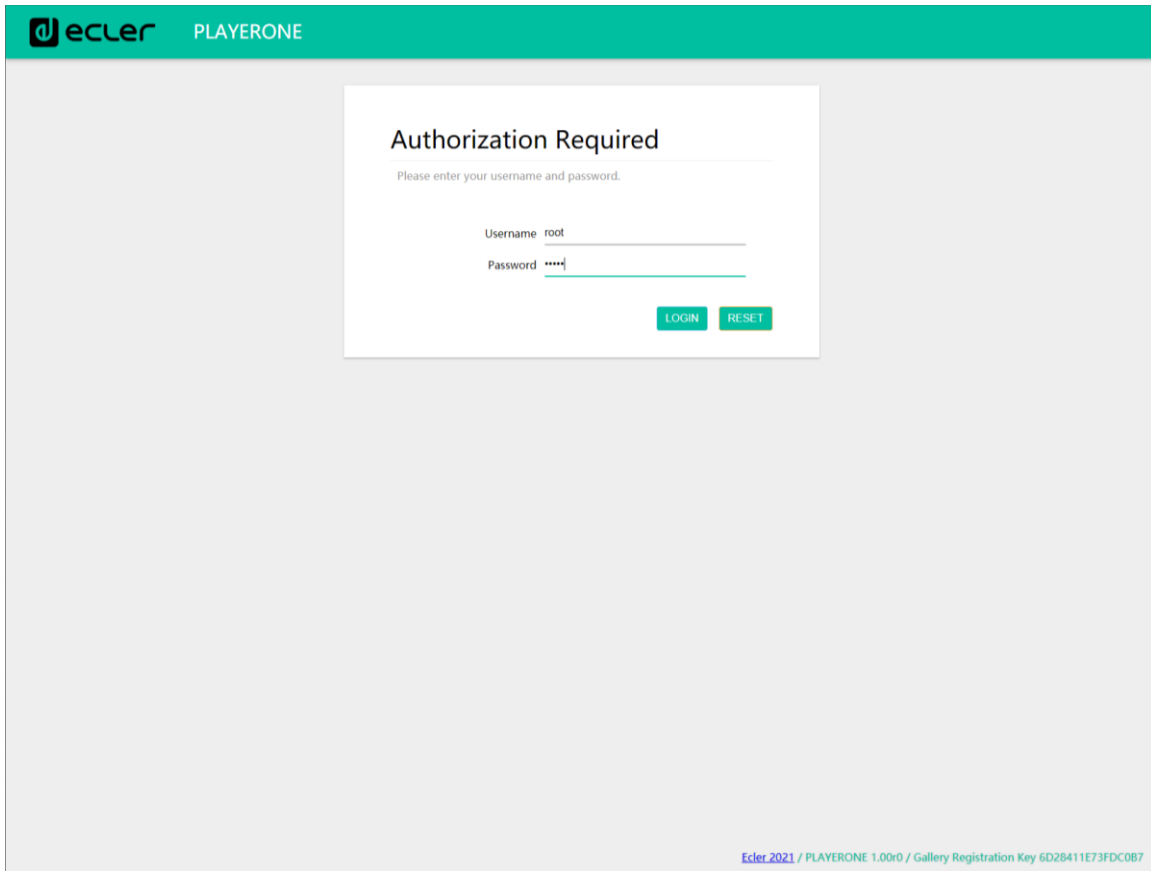 ecler PLAYERONE
Authorization Required
Please enter your username and password.
Username root
Password •••••
LOGIN RESET
Ecler 2021 / PLAYERONE 1.00r0 / Gallery Registration Key 6D28411E73FDC0B7